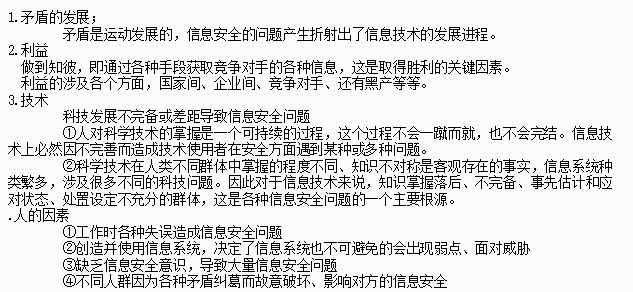 1.矛盾的发展；
矛盾是运动发展的，信息安全的问题产生折射出了信息技术的发展进程。
2.利益
做到知彼，即通过各种手段获取竞争对手的各种信息，这是取得胜利的关键因素。
利益的涉及各个方面，国家间、企业间、竞争对手、还有黑产等等。
3.技术
科技发展不完备或差距导致信息安全问题
①人对科学技术的掌握是一个可持续的过程，这个过程不会一蹴而就，也不会完结。信息技
术上必然因不完善而造成技术使用者在安全方面遇到某种或多种问题。
②科学技术在人类不同群体中掌握的程度不同、知识不对称是客观存在的事实，信息系统种
类繁多，涉及很多不同的科技问题。因此对于信息技术来说，知识掌握落后、不完备、事先估计和应
对状态、处置设定不充分的群体，这是各种信息安全问题的一个主要根源。
.人的因素
①工作时各种失误造成信息安全问题
②创造并使用信息系统，决定了信息系统也不可避免的会出现弱点、面对威胁
③缺乏信息安全意识，导致大量信息安全问题
④不同人群因为各种矛盾纠葛而故意破坏、影响对方的信息安全